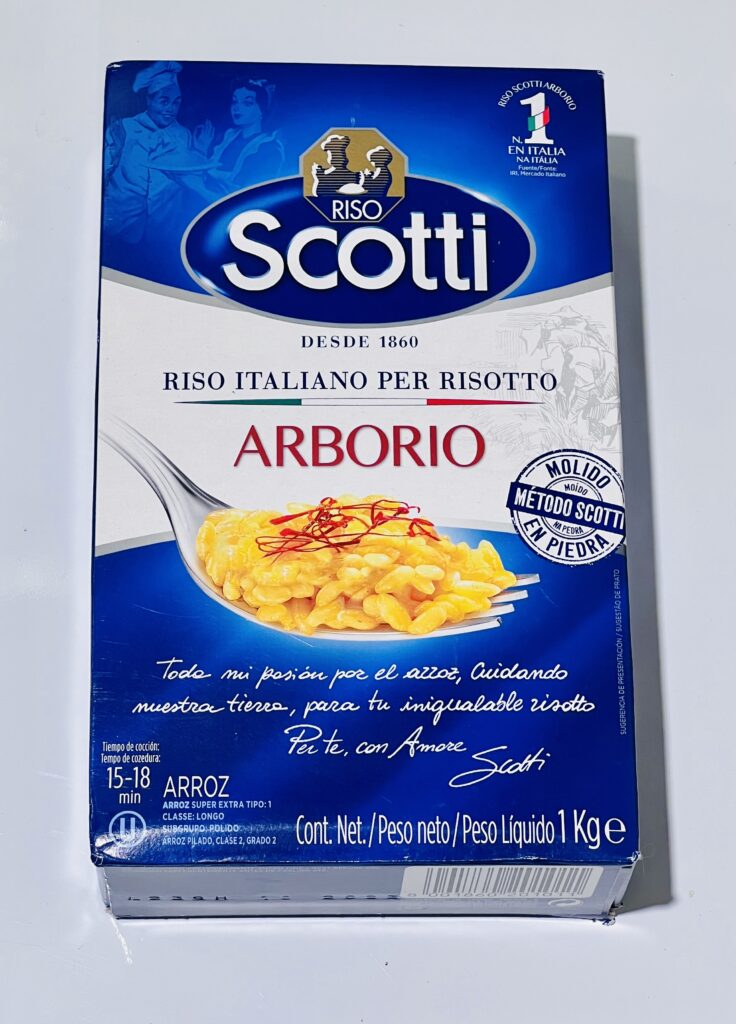 RISO SCOTTI ARBORIO
N. 1
EN ITALIA
NA ITÁLIA
Fuente/Fonte:
IRI, Mercado Italiano
RISO
Scotti
DESDE 1860
RISO ITALIANO PER RISOTTO
ARBORIO
MOLIDO
MOÍDO
MÉTODO SCOTTI
NA PEDRA
EN PIEDRA
SUGERENCIA DE PRESENTACIÓN / SUGESTÃO DE PRATO
Toda mi pasión por el arroz, Cuidando
nuestra tierra, para tu inigualable risotto
Per te, con Amore
Scotti
Tiempo de cocción:
Tempo de cozedura:
15-18
min
ARROZ
ARROZ SUPER EXTRA TIPO: 1
CLASSE: LONGO
SUBGRUPO: POLIDO
ARROZ PILADO, CLASE 2, GRADO 2
U
Cont. Net. / Peso neto / Peso Líquido 1 Kg e